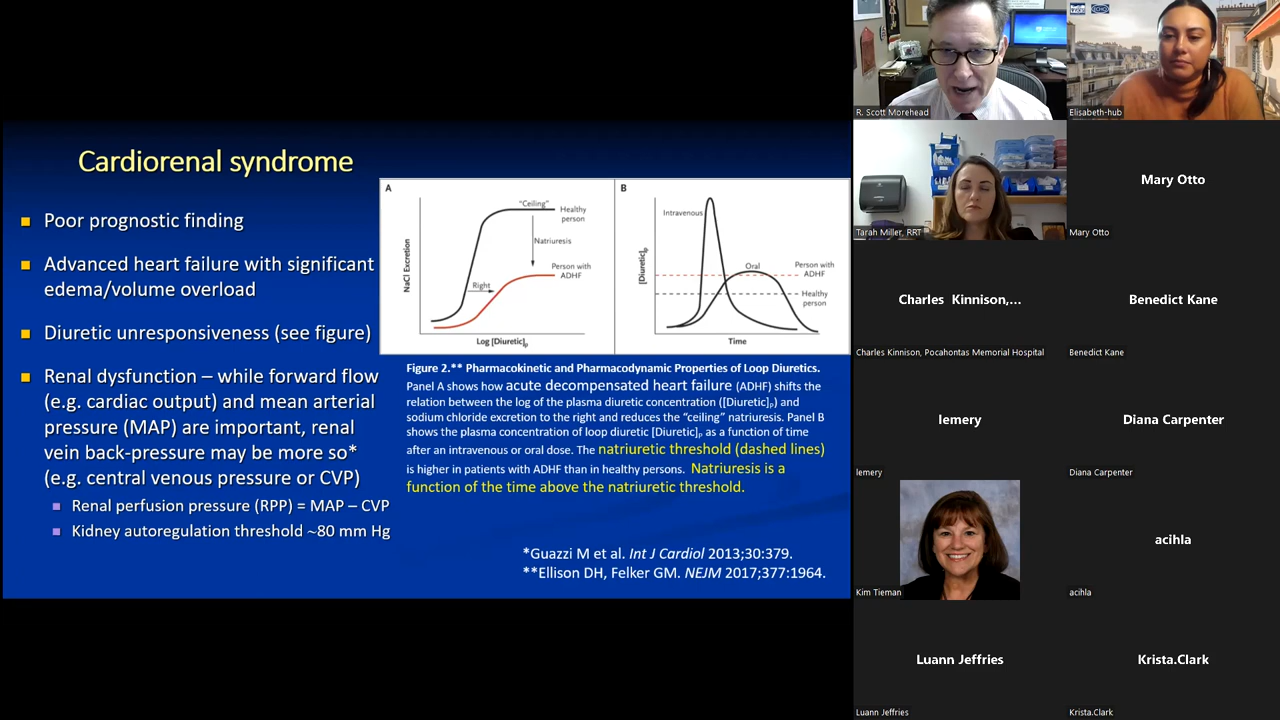 Cardiorenal syndrome
Poor prognostic finding
Advanced heart failure with significant
edema/volume overload
Diuretic unresponsiveness (see figure)
Renal dysfunction – while forward flow
(e.g. cardiac output) and mean arterial
pressure (MAP) are important, renal
vein back-pressure may be more so*
(e.g. central venous pressure or CVP)
Renal perfusion pressure (RPP) = MAP – CVP
Kidney autoregulation threshold ~80 mm Hg
A
NaCl Excretion
"Ceiling"
Healthy
person
Natriuresis
Person with
ADHF
Right
Log [Diuretic]p
B
[Diuretic]p
Intravenous
Oral
Person with
ADHF
Healthy
person
Time
Figure 2.** Pharmacokinetic and Pharmacodynamic Properties of Loop Diuretics.
Panel A shows how acute decompensated heart failure (ADHF) shifts the
relation between the log of the plasma diuretic concentration ([Diuretic]p) and
sodium chloride excretion to the right and reduces the "ceiling" natriuresis. Panel B
shows the plasma concentration of loop diuretic [Diuretic]p as a function of time
after an intravenous or oral dose. The natriuretic threshold (dashed lines)
is higher in patients with ADHF than in healthy persons. Natriuresis is a
function of the time above the natriuretic threshold.
*Guazzi M et al. Int J Cardiol 2013;30:379.
**Ellison DH, Felker GM. NEJM 2017;377:1964.
R. Scott Morehead
Elisabeth-hub
Tarah Miller, RRT
Mary Otto
Mary Otto
Charles Kinnison,...
Charles Kinnison, Pocahontas Memorial Hospital
Benedict Kane
Benedict Kane
lemery
lemery
Diana Carpenter
Diana Carpenter
Kim Tieman
acihla
acihla
Luann Jeffries
Luann Jeffries
Krista.Clark
Krista.Clark